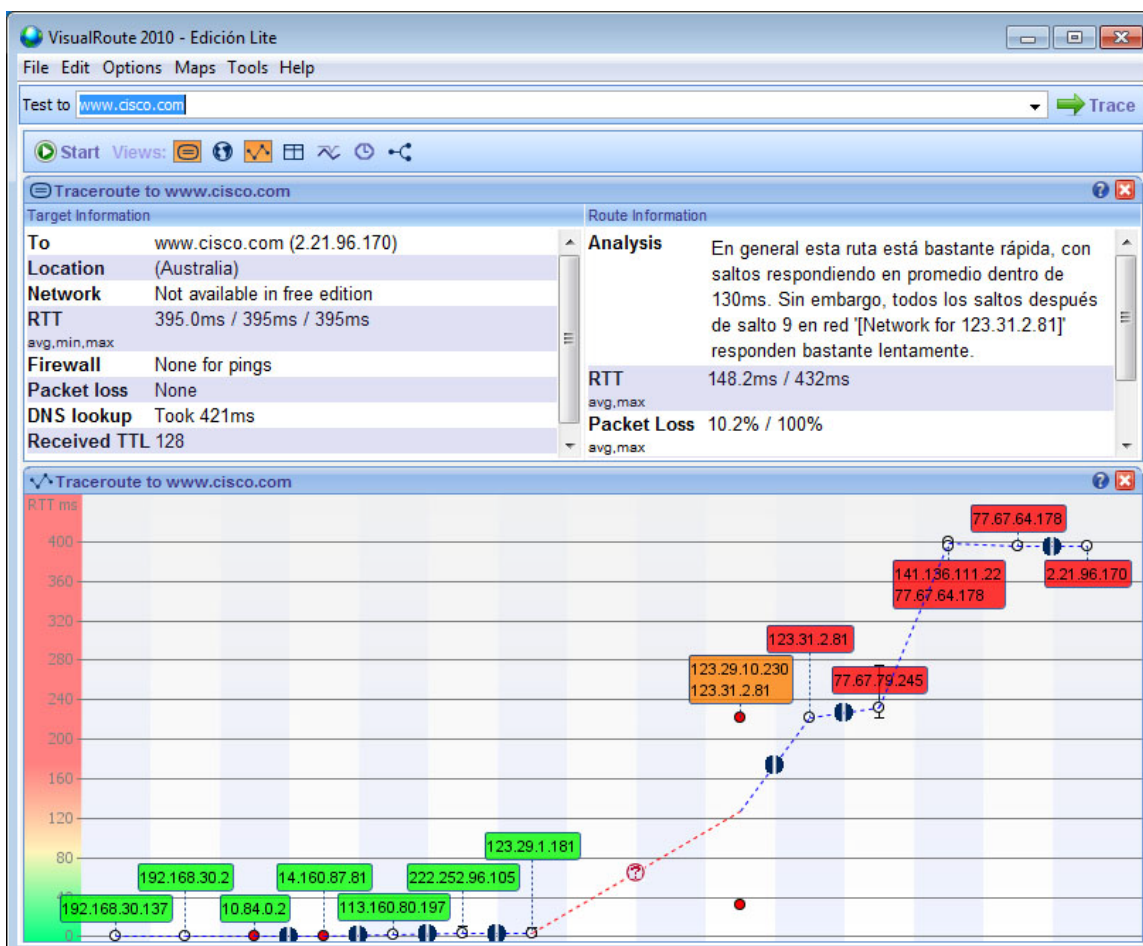 VisualRoute 2010 - Edición Lite
File Edit Options Maps Tools Help
Test to www.cisco.com Trace
Start Views:
Traceroute to www.cisco.com
Target Information
To www.cisco.com (2.21.96.170)
Location (Australia)
Network Not available in free edition
RTT 395.0ms / 395ms / 395ms
avg,min,max
Firewall None for pings
Packet loss None
DNS lookup Took 421ms
Received TTL 128
Route Information
Analysis En general esta ruta está bastante rápida, con
saltos respondiendo en promedio dentro de
130ms. Sin embargo, todos los saltos después
de salto 9 en red '[Network for 123.31.2.81]'
responden bastante lentamente.
RTT 148.2ms / 432ms
avg,max
Packet Loss 10.2% / 100%
avg,max
Traceroute to www.cisco.com
RTT ms
77.67.64.178
400
141.136.111.22
77.67.64.178
2.21.96.170
360
320
123.31.2.81
280
123.29.10.230
123.31.2.81
77.67.79.245
240
200
160
120
123.29.1.181
80
192.168.30.2
14.160.87.81
222.252.96.105
40
192.168.30.137
10.84.0.2
113.160.80.197
0